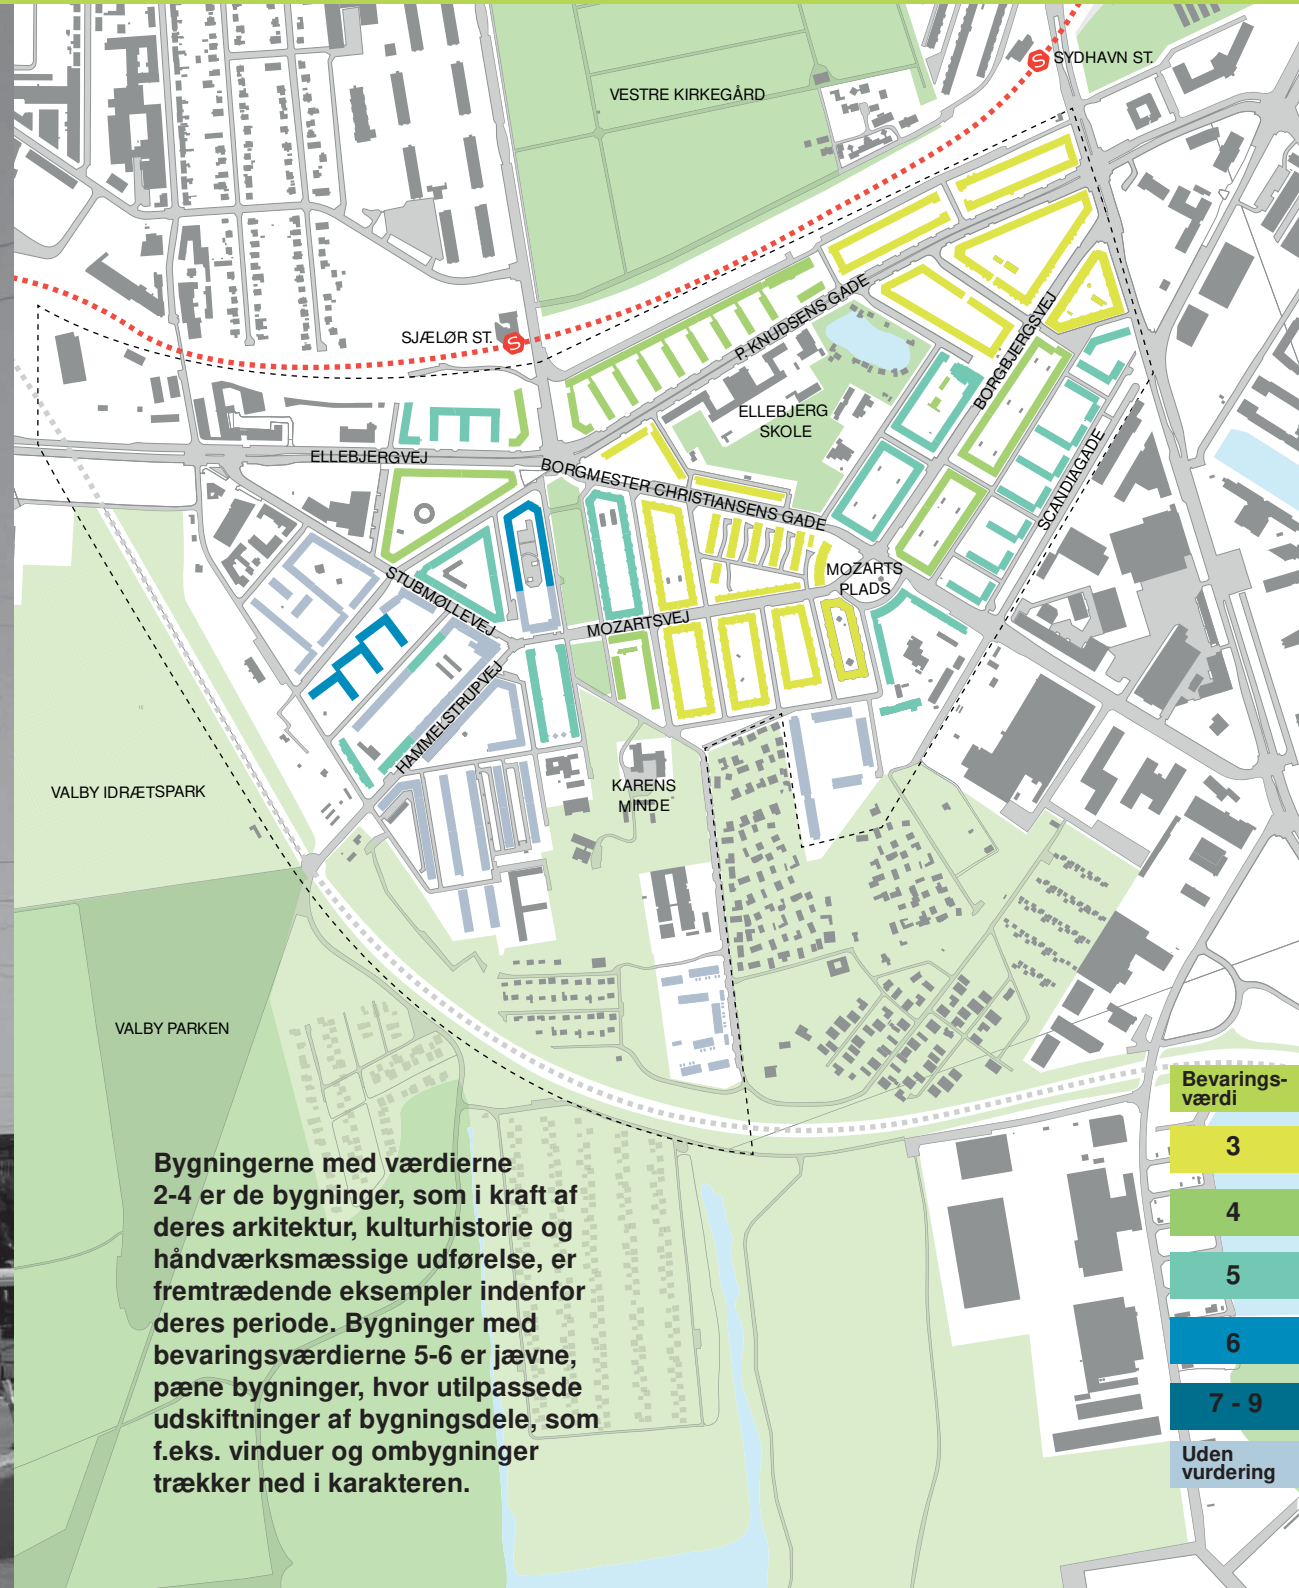 SYDHAVN ST.
VESTRE KIRKEGÅRD
SJÆLØR ST.
P. KNUDSENS GADE
BORGBJERGSVEJ
ELLEBJERG
SKOLE
ELLEBJERGVEJ
BORGMESTER CHRISTIANSENS GADE
SCANDIAGADE
MOZARTS
PLADS
STUBMØLLEVEJ
MOZARTSVEJ
HAMMELSTRUPVEJ
KARENS
MINDE
VALBY IDRÆTSPARK
VALBY PARKEN
Bygningerne med værdierne
2-4 er de bygninger, som i kraft af
deres arkitektur, kulturhistorie og
håndværksmæssige udførelse, er
fremtrædende eksempler indenfor
deres periode. Bygninger med
bevaringsværdierne 5-6 er jævne,
pæne bygninger, hvor utilpassede
udskiftninger af bygningsdele, som
f.eks. vinduer og ombygninger
trækker ned i karakteren.
Bevarings-
værdi
3
4
5
6
7 - 9
Uden
vurdering
S
S